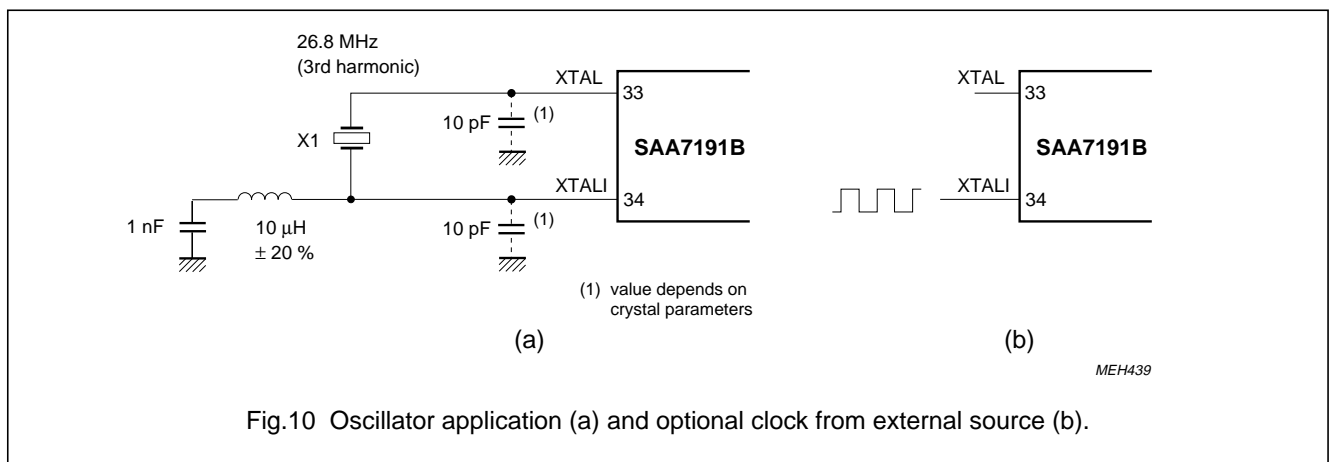 26.8 MHz
(3rd harmonic)
XTAL
33
10 pF
(1)
X1
SAA7191B
XTALI
34
1 nF
10 μH
± 20 %
10 pF
(1)
(1) value depends on
crystal parameters
(a)
XTAL
33
SAA7191B
XTALI
34
(b)
MEH439
Fig.10 Oscillator application (a) and optional clock from external source (b).